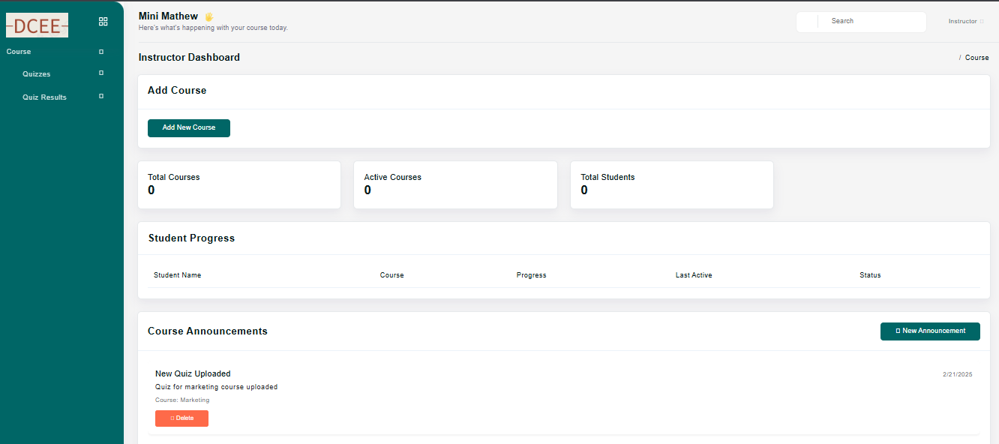 DCEE
Course
Quizzes
Quiz Results
Mini Mathew 🖐
Here's what's happening with your course today.
Search
Instructor
Instructor Dashboard
/ Course
Add Course
Add New Course
Total Courses
0
Active Courses
0
Total Students
0
Student Progress
Student Name Course Progress Last Active Status
Course Announcements
New Announcement
New Quiz Uploaded
2/21/2025
Quiz for marketing course uploaded
Course: Marketing
Delete